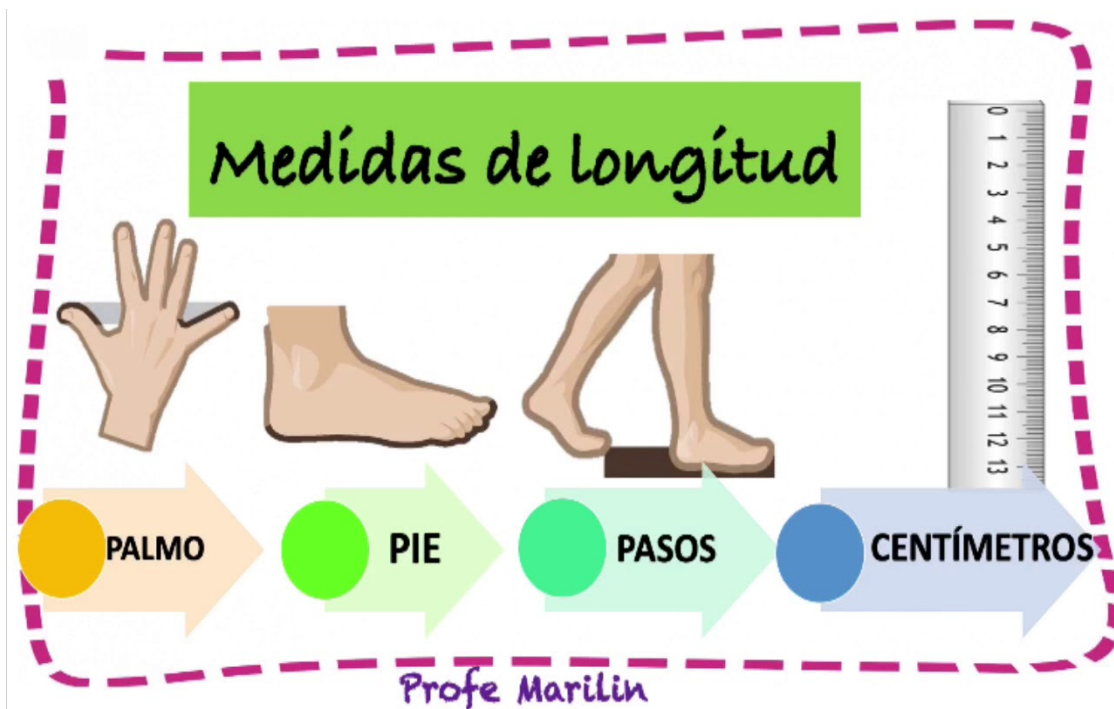 Medidas de longitud
0
1
2
3
4
5
6
7
8
9
10
11
12
13
PALMO
PIE
PASOS
CENTÍMETROS
Profe Marilin